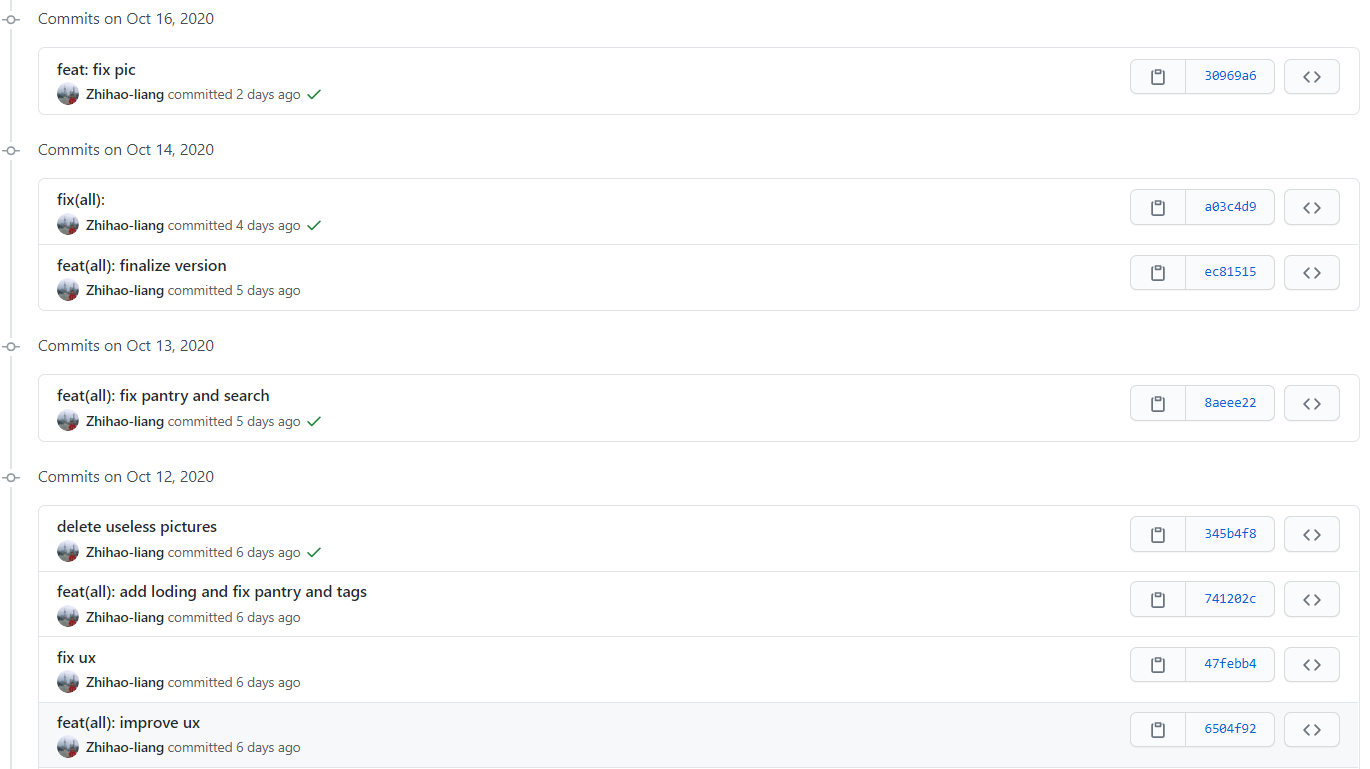 Commits on Oct 16, 2020
feat: fix pic
30969a6
Zhihao-liang committed 2 days ago
Commits on Oct 14, 2020
fix(all):
a03c4d9
Zhihao-liang committed 4 days ago
feat(all): finalize version
ec81515
Zhihao-liang committed 5 days ago
Commits on Oct 13, 2020
feat(all): fix pantry and search
8aeee22
Zhihao-liang committed 5 days ago
Commits on Oct 12, 2020
delete useless pictures
345b4f8
Zhihao-liang committed 6 days ago
feat(all): add loding and fix pantry and tags
741202c
Zhihao-liang committed 6 days ago
fix ux
47febb4
Zhihao-liang committed 6 days ago
feat(all): improve ux
6504f92
Zhihao-liang committed 6 days ago